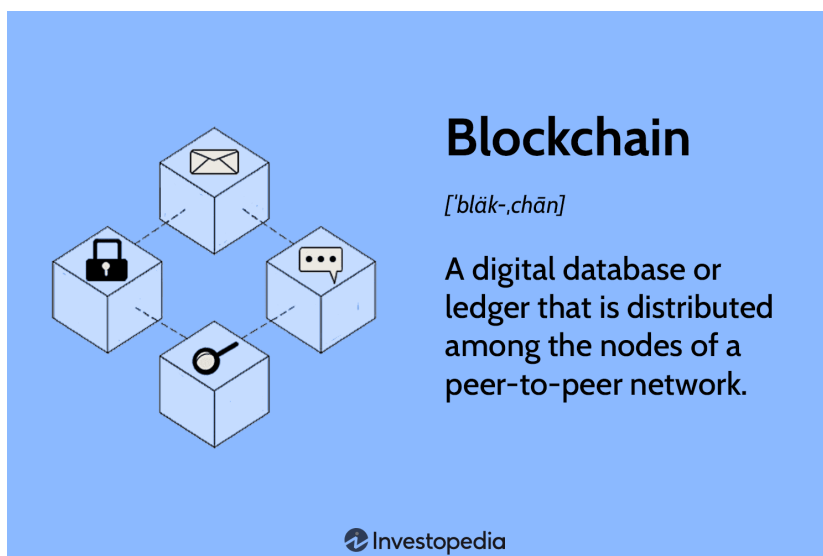 Blockchain
[ˈbläk-ˌchān]
A digital database or
ledger that is distributed
among the nodes of a
peer-to-peer network.
Investopedia